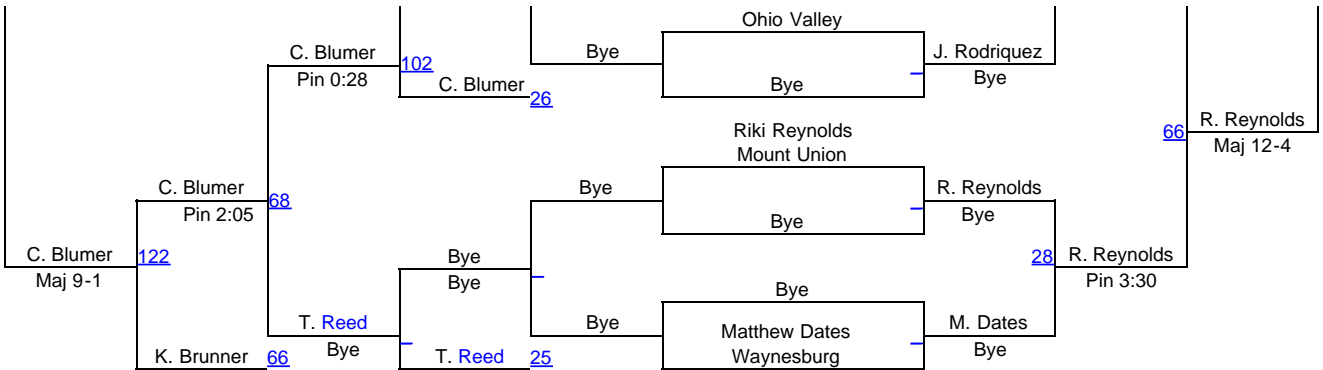 Ohio Valley
C. Blumer
Bye
J. Rodriquez
Pin 0:28
102
Bye
Bye
C. Blumer
26
Riki Reynolds
Mount Union
66
R. Reynolds
Maj 12-4
C. Blumer
Bye
R. Reynolds
Pin 2:05
68
Bye
Bye
C. Blumer
122
Bye
28
R. Reynolds
Maj 9-1
Bye
Pin 3:30
Bye
T. Reed
Bye
Matthew Dates
M. Dates
Bye
Waynesburg
Bye
K. Brunner
66
T. Reed
25